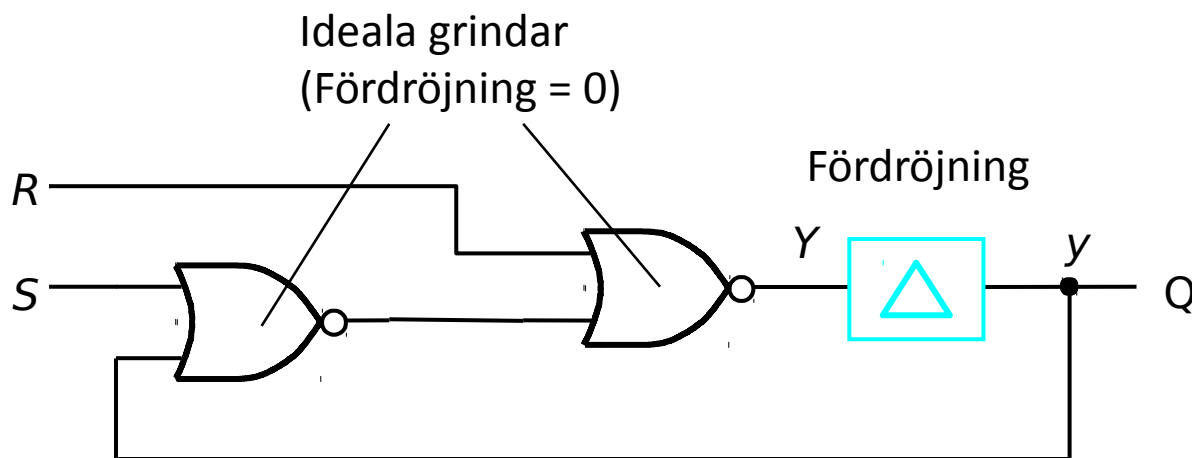 Ideala grindar
(Fördröjning = 0)
Fördröjning
R
S
Y
y
Q